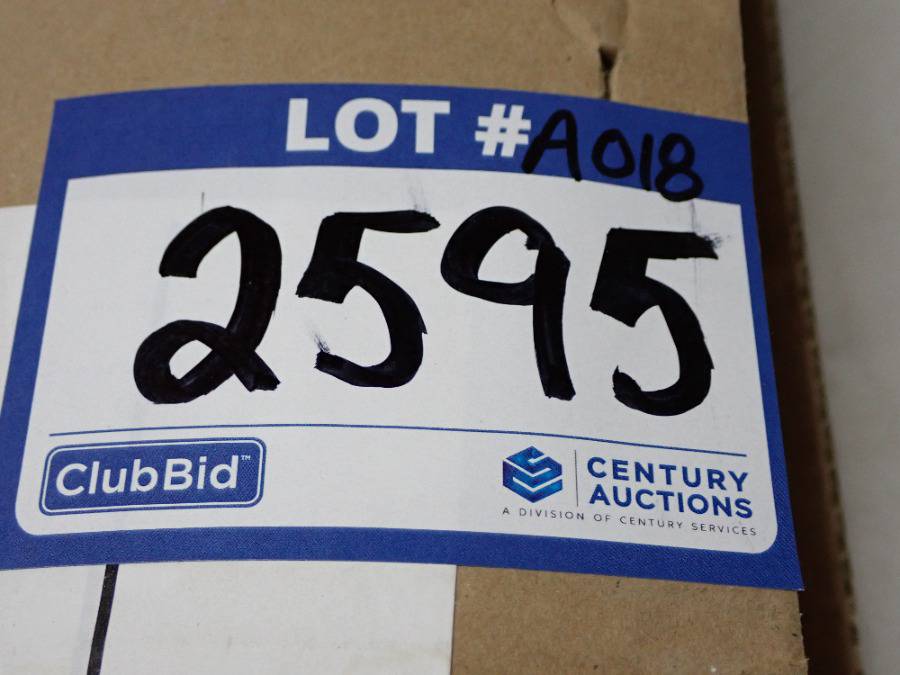 LOT #A018
2595
ClubBid™
CENTURY
AUCTIONS
A DIVISION OF CENTURY SERVICES